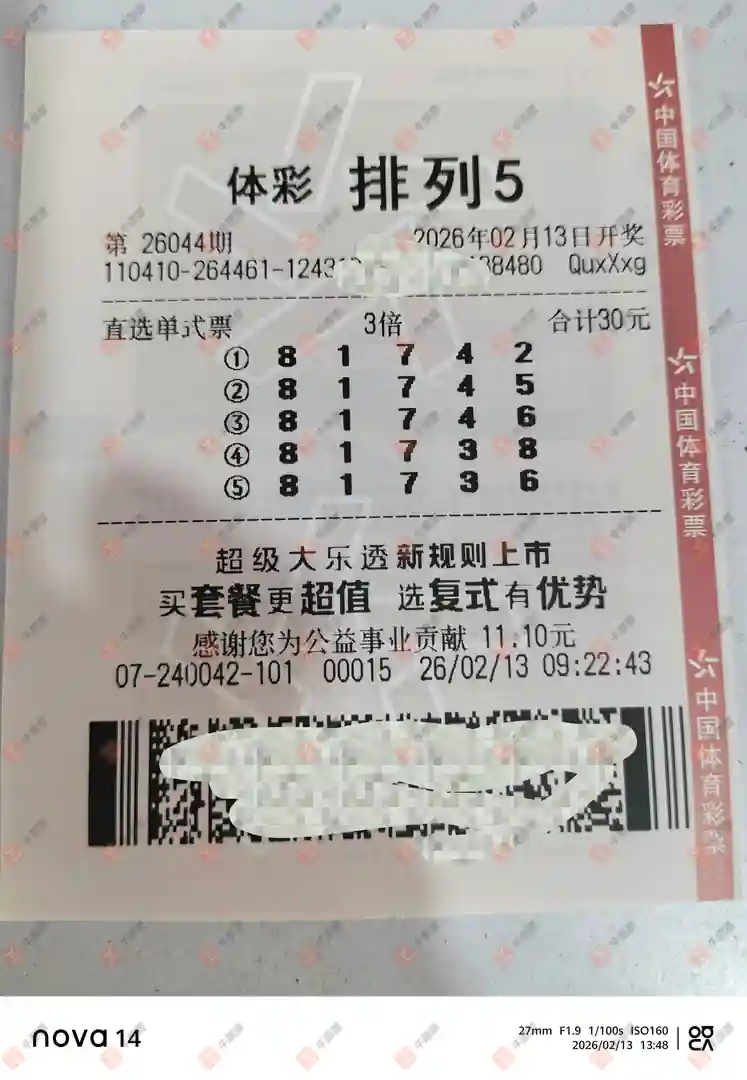 体彩 排列5
第 26044期 2026年02月13日开奖
110410-264461-1243 88480 QuxXxg
直选单式票 3倍 合计30元
① 8 1 7 4 2
② 8 1 7 4 5
③ 8 1 7 4 6
④ 8 1 7 3 8
⑤ 8 1 7 3 6
超级大乐透新规则上市
买套餐更超值 选复式有优势
感谢您为公益事业贡献 11.10元
07-240042-101 00015 26/02/13 09:22:43
中国体育彩票
中国体育彩票
中国体育彩票
nova 14
27mm F1.9 1/100s ISO160
2026/02/13 13:48